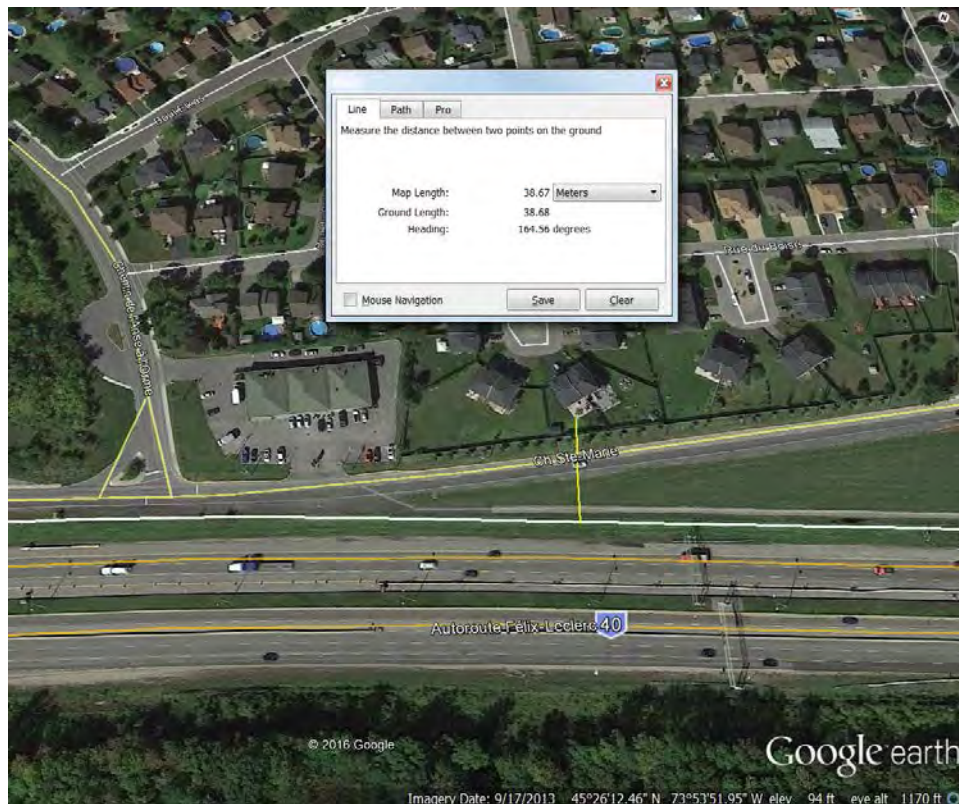 N
Line Path Pro
Measure the distance between two points on the ground
Map Length: 38.67 Meters
Ground Length: 38.68
Heading: 164.56 degrees
Mouse Navigation Save Clear
Rue du Boisis
Ch Ste-Marie
Autoroute Félix-Leclerc 40
© 2016 Google
Google earth
Imagery Date: 9/17/2013 45°26'12.46" N 73°53'51.95" W elev 94 ft eye alt 1170 ft